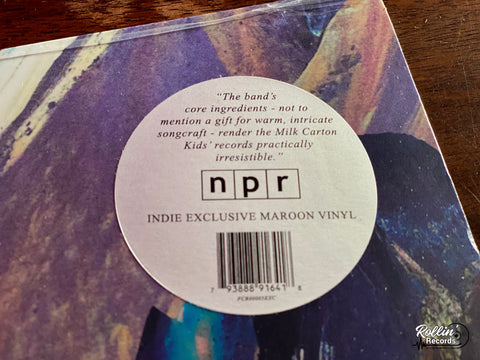 “The band’s
core ingredients - not to
mention a gift for warm, intricate
songcraft - render the Milk Carton
Kids’ records practically
irresistible.”
npr
INDIE EXCLUSIVE MAROON VINYL
7 93888 91641 8
Rollin'
Records